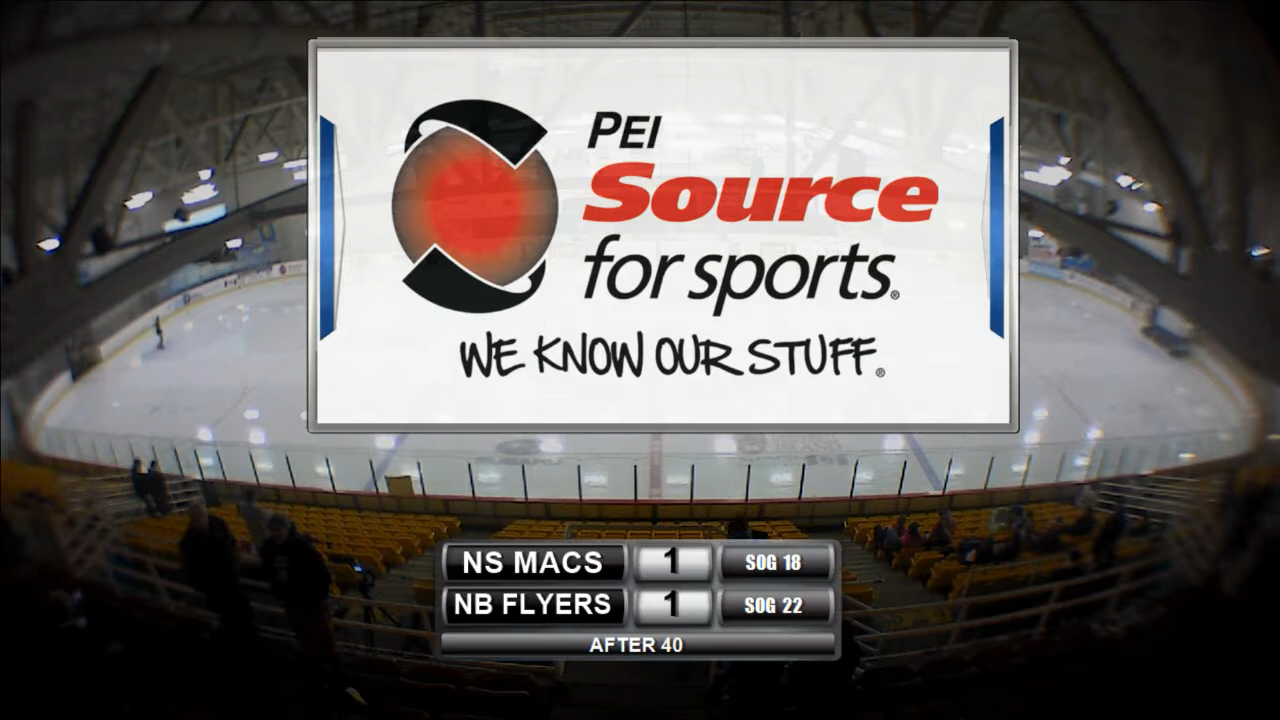 PEI
Source
for sports®
WE KNOW OUR STUFF®
NS MACS 1 SOG 18
NB FLYERS 1 SOG 22
AFTER 40